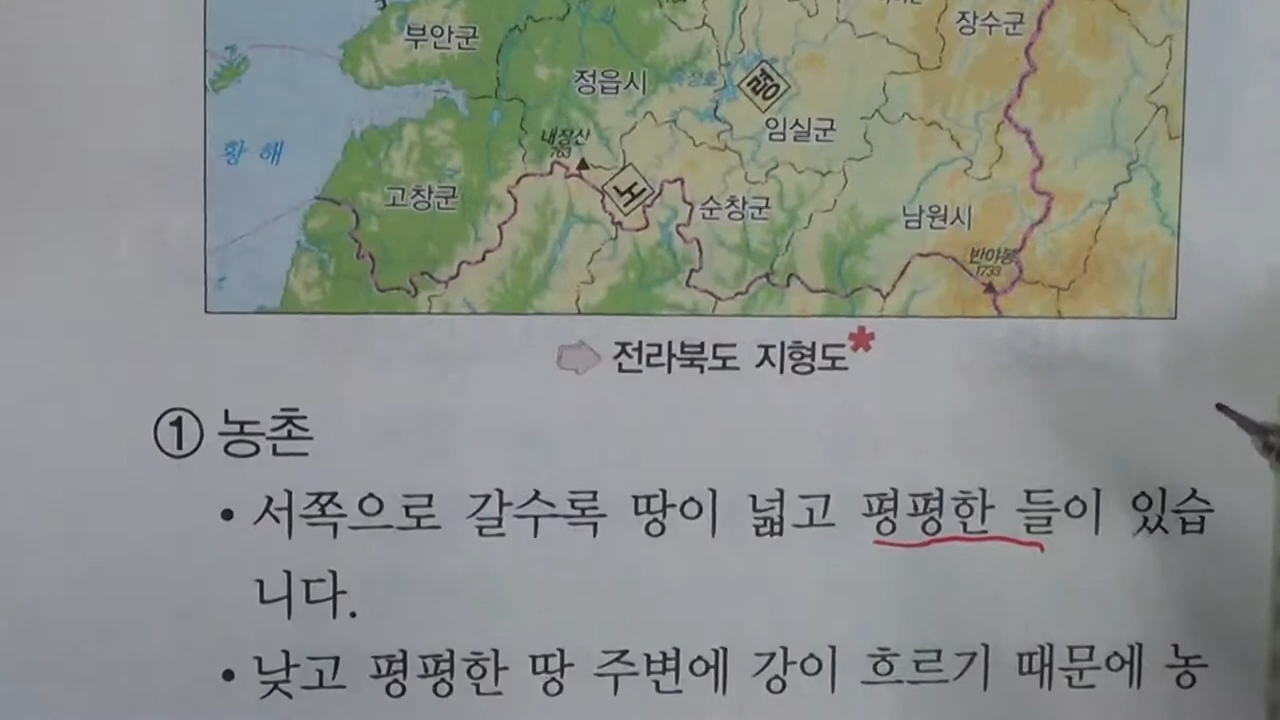 부안군
장수군
정읍시
임실군
내장산
763
황 해
고창군
순창군
남원시
반야봉
1733
노
령
전라북도 지형도*
① 농촌
• 서쪽으로 갈수록 땅이 넓고 평평한 들이 있습
니다.
• 낮고 평평한 땅 주변에 강이 흐르기 때문에 농